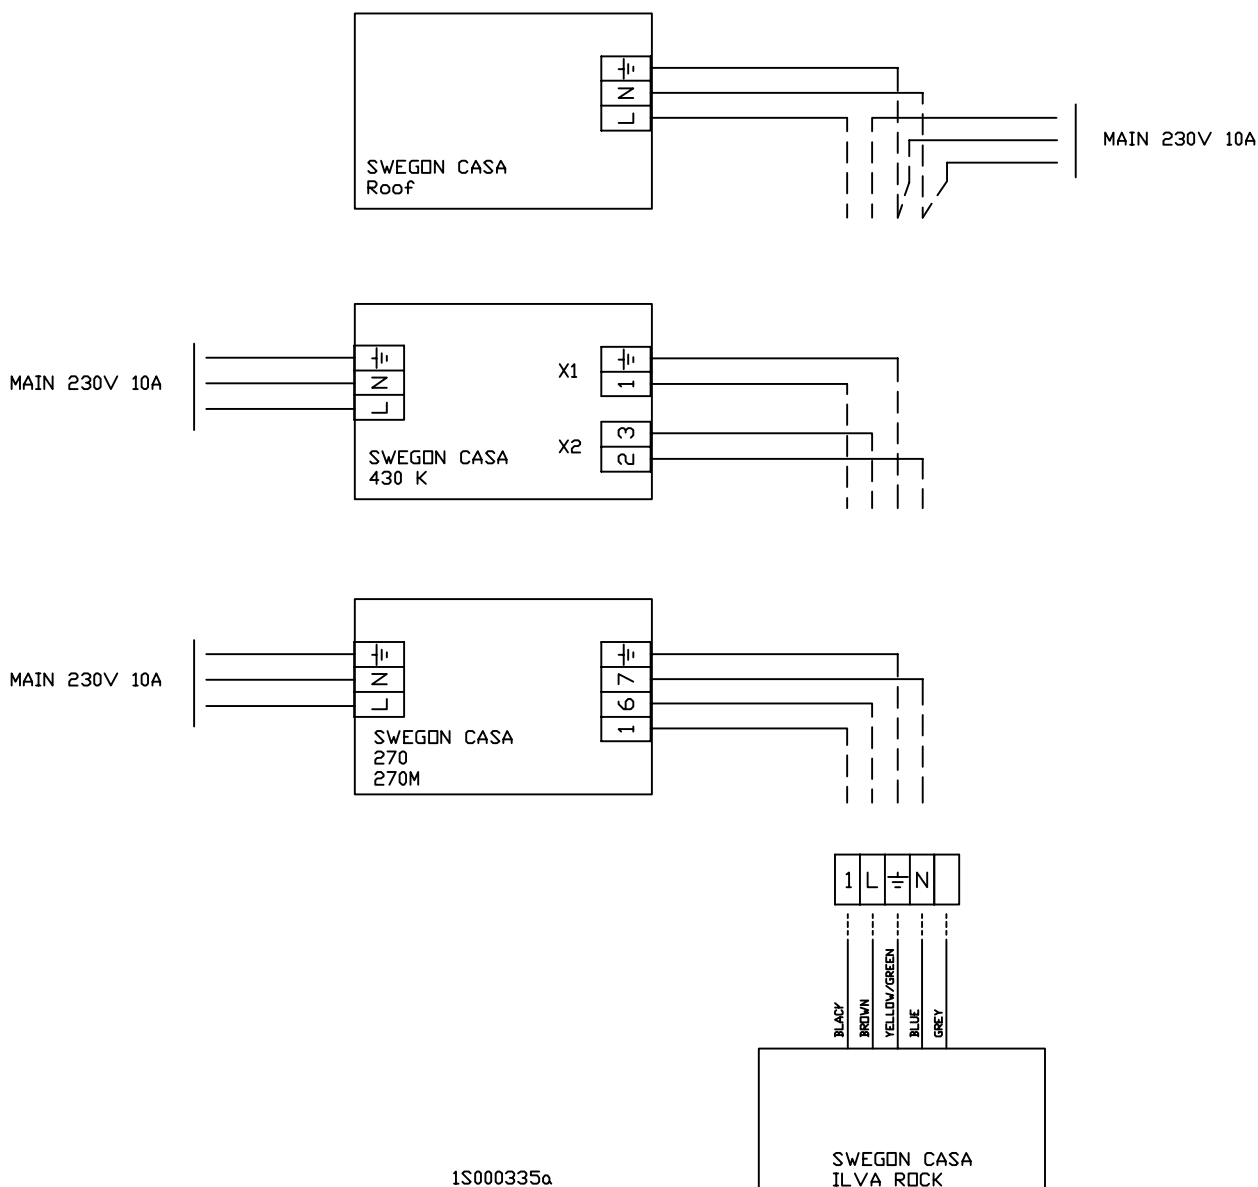 N
L
MAIN 230V 10A
SWEGON CASA
Roof
MAIN 230V 10A
N
L
X1
1
X2
3
2
SWEGON CASA
430 K
MAIN 230V 10A
N
L
7
6
1
SWEGON CASA
270
270M
1 L N
BLACK
BROWN
YELLOW/GREEN
BLUE
GREY
SWEGON CASA
ILVA ROCK
1S000335a